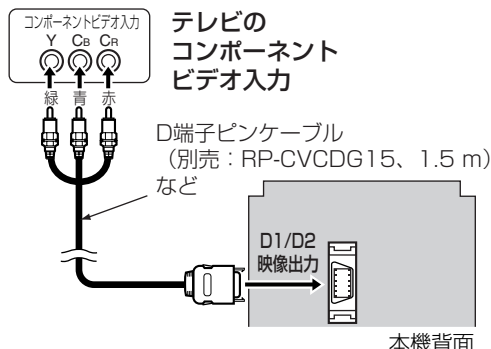 コンポーネントビデオ入力
Y CB CR
緑 青 赤
テレビの
コンポーネント
ビデオ入力
D端子ピンケーブル
（別売：RP-CVCDG15、1.5 m）
など
D1/D2
映像出力
本機背面